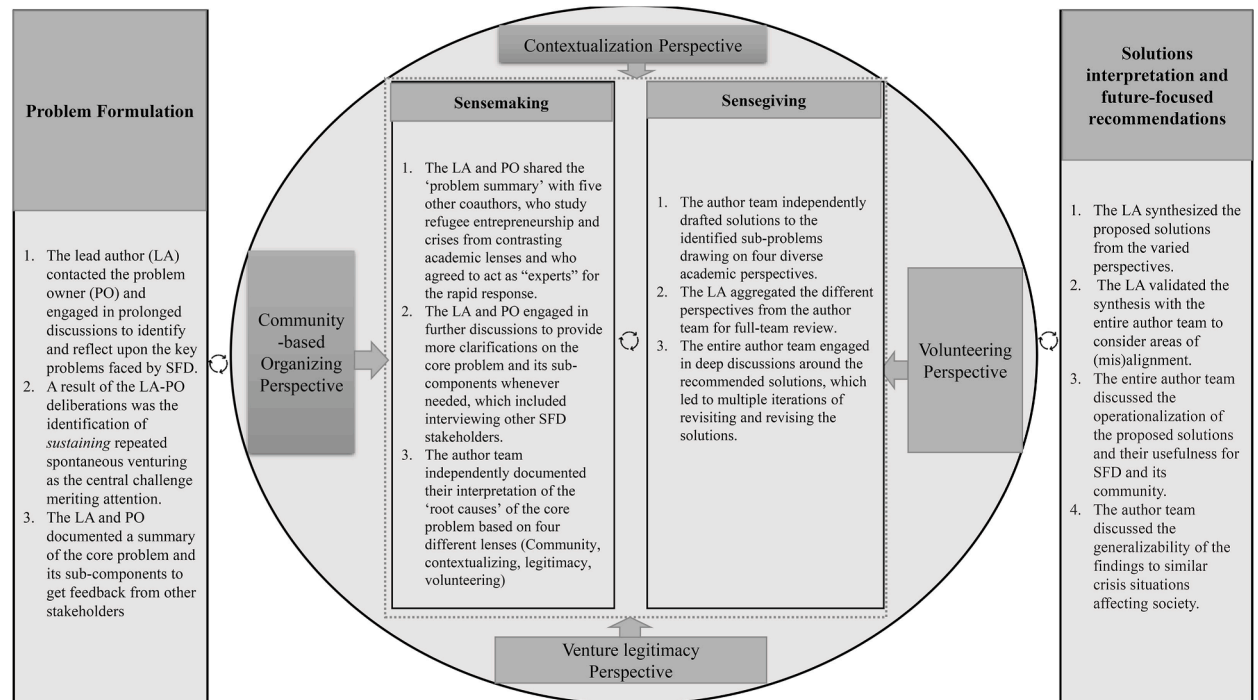 Problem Formulation
1. The lead author (LA)
contacted the problem
owner (PO) and
engaged in prolonged
discussions to identify
and reflect upon the key
problems faced by SFD.
2. A result of the LA-PO
deliberations was the
identification of
sustaining repeated
spontaneous venturing
as the central challenge
meriting attention.
3. The LA and PO
documented a summary
of the core problem and
its sub-components to
get feedback from other
stakeholders
Contextualization Perspective
Community
-based
Organizing
Perspective
Sensemaking
1. The LA and PO shared the
‘problem summary’ with five
other coauthors, who study
refugee entrepreneurship and
crises from contrasting
academic lenses and who
agreed to act as “experts” for
the rapid response.
2. The LA and PO engaged in
further discussions to provide
more clarifications on the
core problem and its sub-
components whenever
needed, which included
interviewing other SFD
stakeholders.
3. The author team
independently documented
their interpretation of the
‘root causes’ of the core
problem based on four
different lenses (Community,
contextualizing, legitimacy,
volunteering)
Sensegiving
1. The author team independently
drafted solutions to the
identified sub-problems
drawing on four diverse
academic perspectives.
2. The LA aggregated the different
perspectives from the author
team for full-team review.
3. The entire author team engaged
in deep discussions around the
recommended solutions, which
led to multiple iterations of
revisiting and revising the
solutions.
Volunteering
Perspective
Venture legitimacy
Perspective
Solutions
interpretation and
future-focused
recommendations
1. The LA synthesized the
proposed solutions
from the varied
perspectives.
2. The LA validated the
synthesis with the
entire author team to
consider areas of
(mis)alignment.
3. The entire author team
discussed the
operationalization of
the proposed solutions
and their usefulness for
SFD and its
community.
4. The author team
discussed the
generalizability of the
findings to similar
crisis situations
affecting society.